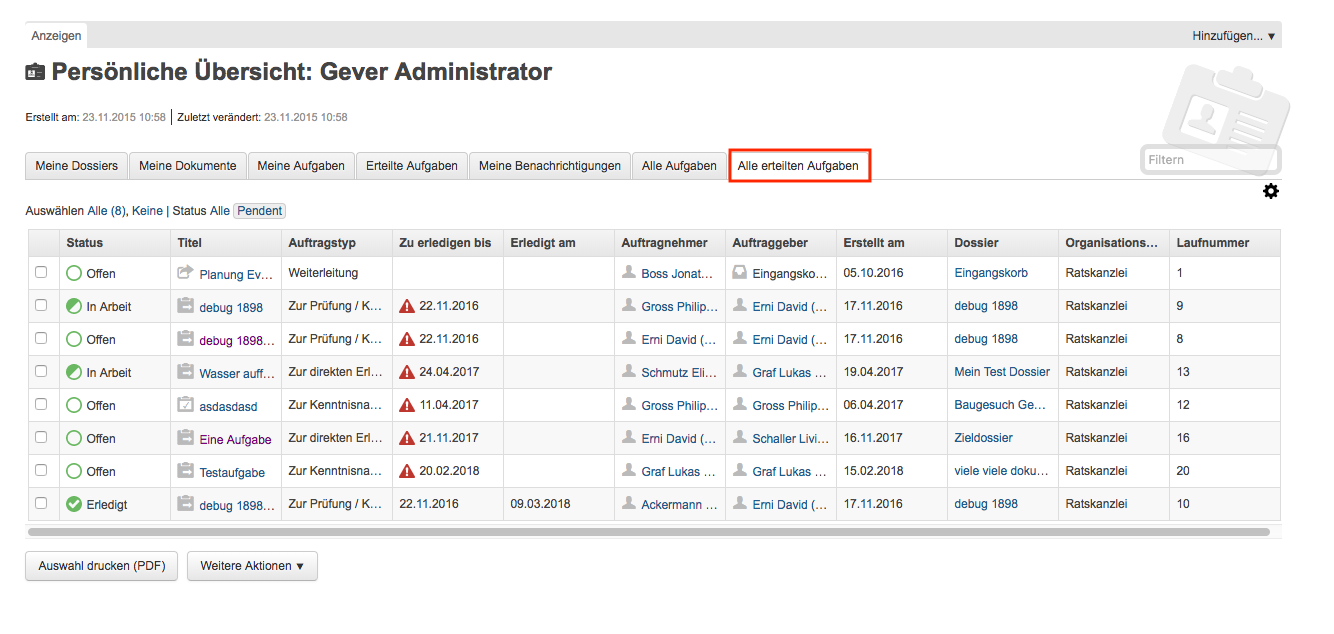 Anzeigen Hinzufügen... ▼
Persönliche Übersicht: Gever Administrator
Erstellt am: 23.11.2015 10:58 | Zuletzt verändert: 23.11.2015 10:58
Meine Dossiers Meine Dokumente Meine Aufgaben Erteilte Aufgaben Meine Benachrichtigungen Alle Aufgaben Alle erteilten Aufgaben Filtern
Auswählen Alle (8), Keine | Status Alle Pendent
Status Titel Auftragstyp Zu erledigen bis Erledigt am Auftragnehmer Auftraggeber Erstellt am Dossier Organisations... Laufnummer
Offen Planung Ev... Weiterleitung Boss Jonat... Eingangsko... 05.10.2016 Eingangskorb Ratskanzlei 1
In Arbeit debug 1898 Zur Prüfung / K... 22.11.2016 Gross Philip... Erni David (... 17.11.2016 debug 1898 Ratskanzlei 9
Offen debug 1898... Zur Prüfung / K... 22.11.2016 Erni David (... Erni David (... 17.11.2016 debug 1898 Ratskanzlei 8
In Arbeit Wasser auff... Zur direkten Erl... 24.04.2017 Schmutz Eli... Graf Lukas ... 19.04.2017 Mein Test Dossier Ratskanzlei 13
Offen asdasdasd Zur Kenntnisna... 11.04.2017 Gross Philip... Gross Philip... 06.04.2017 Baugesuch Ge... Ratskanzlei 12
Offen Eine Aufgabe Zur direkten Erl... 21.11.2017 Erni David (... Schaller Livi... 16.11.2017 Zieldossier Ratskanzlei 16
Offen Testaufgabe Zur Kenntnisna... 20.02.2018 Graf Lukas ... Graf Lukas ... 15.02.2018 viele viele doku... Ratskanzlei 20
Erledigt debug 1898... Zur Prüfung / K... 22.11.2016 09.03.2018 Ackermann ... Erni David (... 17.11.2016 debug 1898 Ratskanzlei 10
Auswahl drucken (PDF) Weitere Aktionen ▼